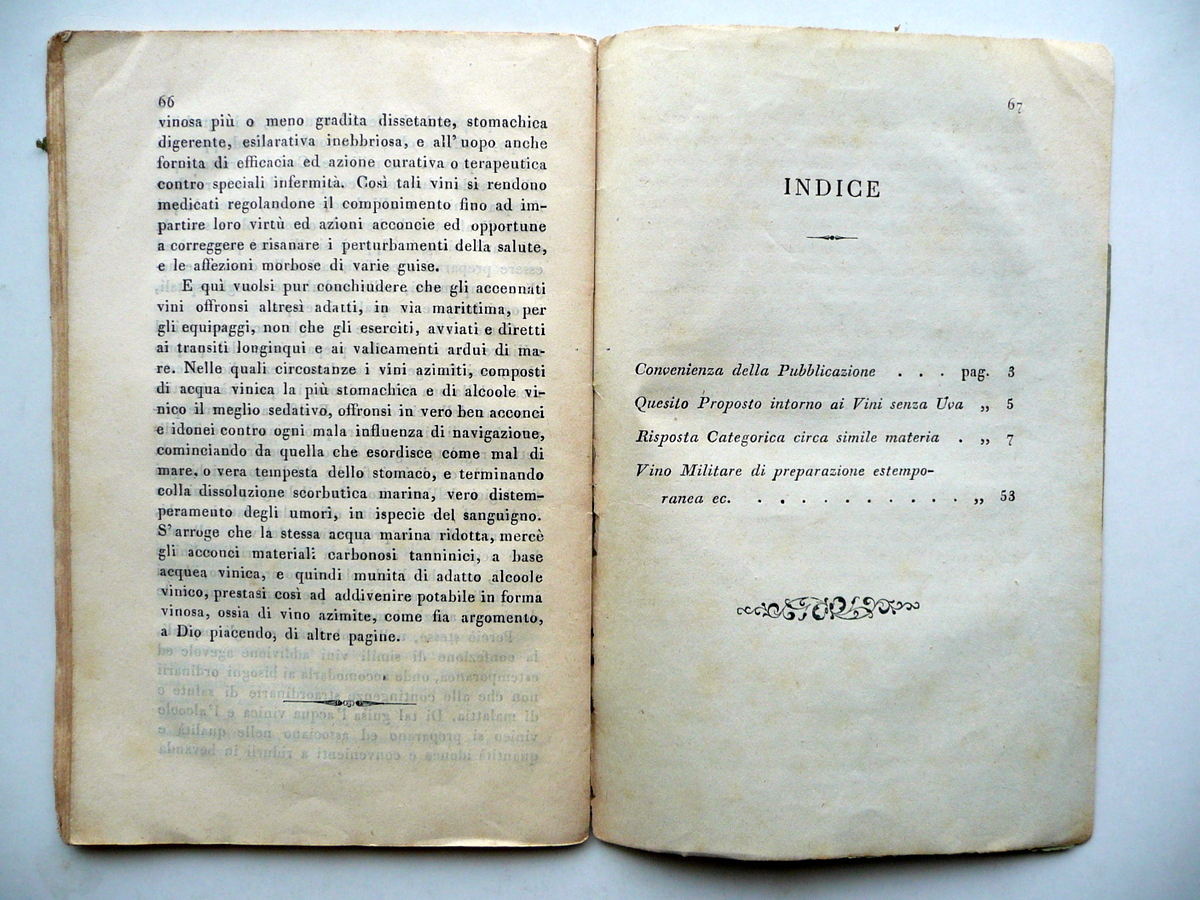 66
vinosa più o meno gradita dissetante, stomachica
digerente, esilarativa inebbriosa, e all'uopo anche
fornita di efficacia ed azione curativa o terapeutica
contro speciali infermità. Così tali vini si rendono
medicati regolandone il componimento fino ad im-
partire loro virtù ed azioni acconcie ed opportune
a correggere e risanare i perturbamenti della salute,
e le affezioni morbose di varie guise.
E quì vuolsi pur conchiudere che gli accennati
vini offronsi altresì adatti, in via marittima, per
gli equipaggi, non che gli eserciti, avviati e diretti
ai transiti longinqui e ai valicamenti ardui di ma-
re. Nelle quali circostanze i vini azimiti, composti
di acqua vinica la più stomachica e di alcoole vi-
nico il meglio sedativo, offronsi in vero ben acconci
e idonei contro ogni mala influenza di navigazione,
cominciando da quella che esordisce come mal di
mare. o vera tempesta dello stomaco, e terminando
colla dissoluzione scorbutica marina, vero distem-
peramento degli umori, in ispecie del sanguigno.
S'arroge che la stessa acqua marina ridotta, mercè
gli acconci materiali carbonosi tanninici, a base
acquea vinica, e quindi munita di adatto alcoole
vinico, prestasi così ad addivenire potabile in forma
vinosa, ossia di vino azimite, come fia argomento,
a Dio piacendo, di altre pagine.
67
INDICE
Convenienza della Pubblicazione . . . pag. 3
Quesito Proposto intorno ai Vini senza Uva „ 5
Risposta Categorica circa simile materia . „ 7
Vino Militare di preparazione estempo-
ranea ec. . . . . . . . . . „ 53